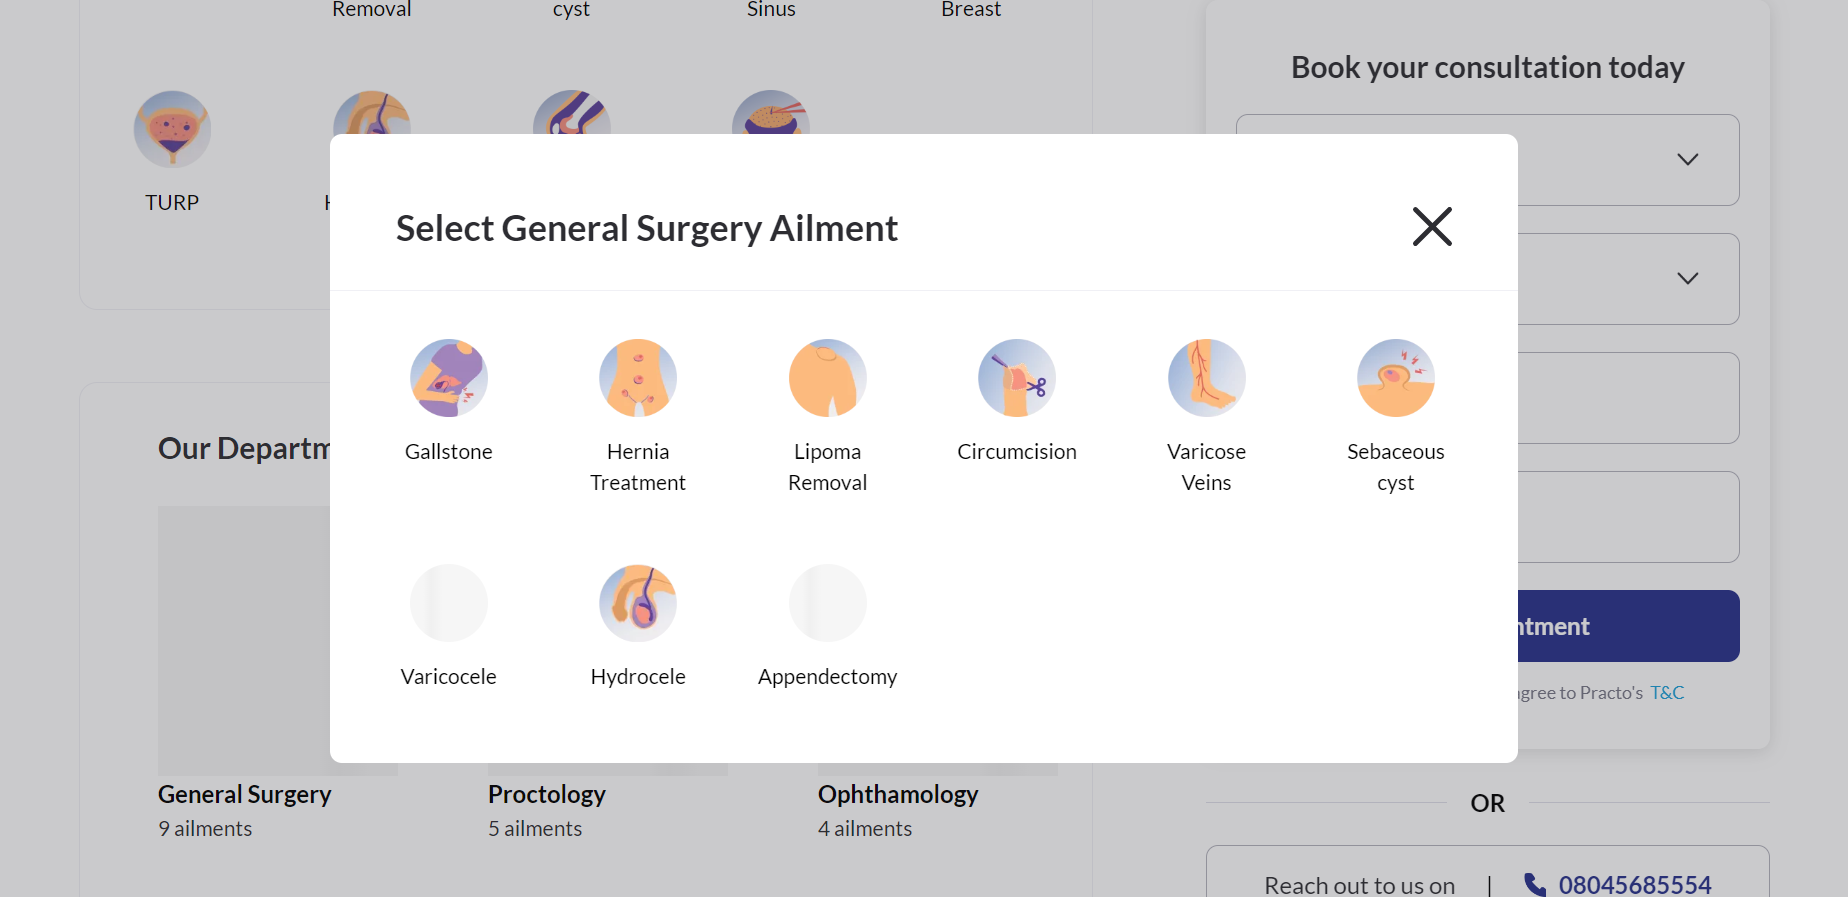 Removal
cyst
Sinus
Breast
Book your consultation today
TURP
Select General Surgery Ailment
Gallstone
Hernia
Treatment
Lipoma
Removal
Circumcision
Varicose
Veins
Sebaceous
cyst
Our Departm
Varicocele
Hydrocele
Appendectomy
ntment
agree to Practo's T&C
General Surgery
9 ailments
Proctology
5 ailments
Ophthamology
4 ailments
OR
Reach out to us on | 08045685554